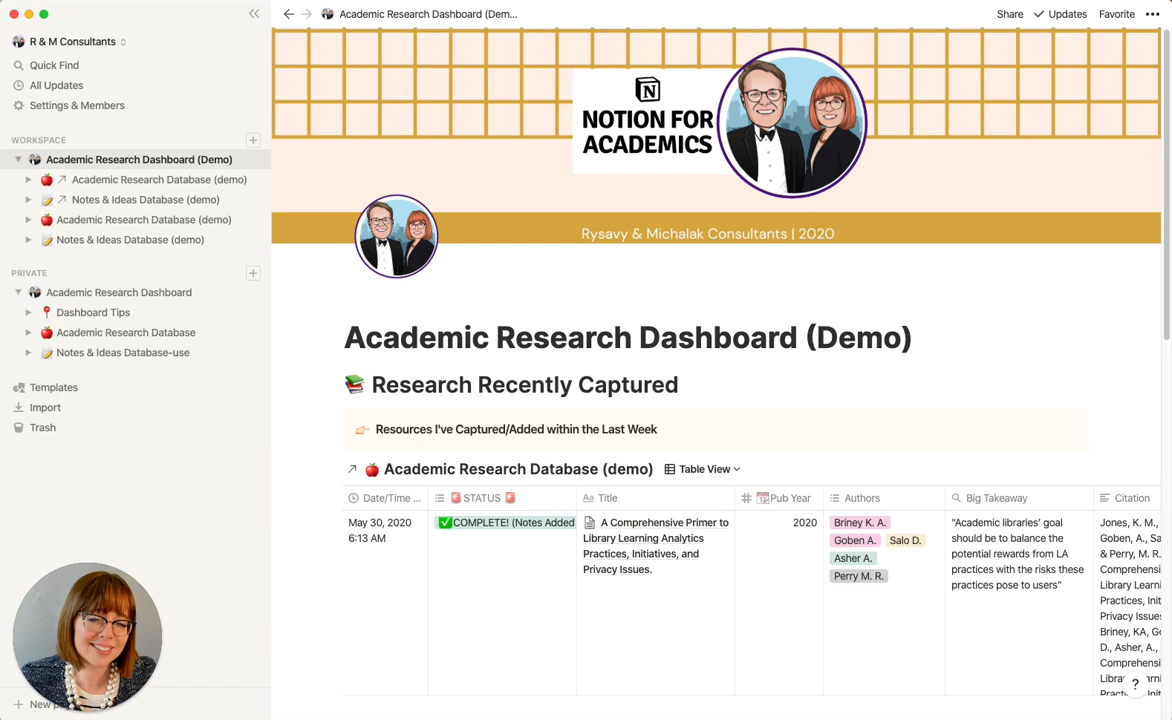 Academic Research Dashboard (Dem...
Share
Updates
Favorite
R & M Consultants
Quick Find
All Updates
Settings & Members
WORKSPACE
Academic Research Dashboard (Demo)
Academic Research Database (demo)
Notes & Ideas Database (demo)
Academic Research Database (demo)
Notes & Ideas Database (demo)
PRIVATE
Academic Research Dashboard
Dashboard Tips
Academic Research Database
Notes & Ideas Database-use
Templates
Import
Trash
New
N
NOTION FOR
ACADEMICS
Rysavy & Michalak Consultants | 2020
Academic Research Dashboard (Demo)
Research Recently Captured
Resources I've Captured/Added within the Last Week
Academic Research Database (demo)
Table View
Date/Time ...
STATUS
Title
Pub Year
Authors
Big Takeaway
Citation
May 30, 2020
6:13 AM
COMPLETE! (Notes Added
A Comprehensive Primer to
Library Learning Analytics
Practices, Initiatives, and
Privacy Issues.
2020
Briney K. A.
Goben A. Salo D.
Asher A.
Perry M. R.
"Academic libraries' goal
should be to balance the
potential rewards from LA
practices with the risks these
practices pose to users"
Jones, K. M.,
Goben, A., Sa
& Perry, M. R.
Comprehensi
Library Learni
Practices, Init
Privacy Issues
Briney, KA, Go
D., Asher, A.,
Comprehensi
?